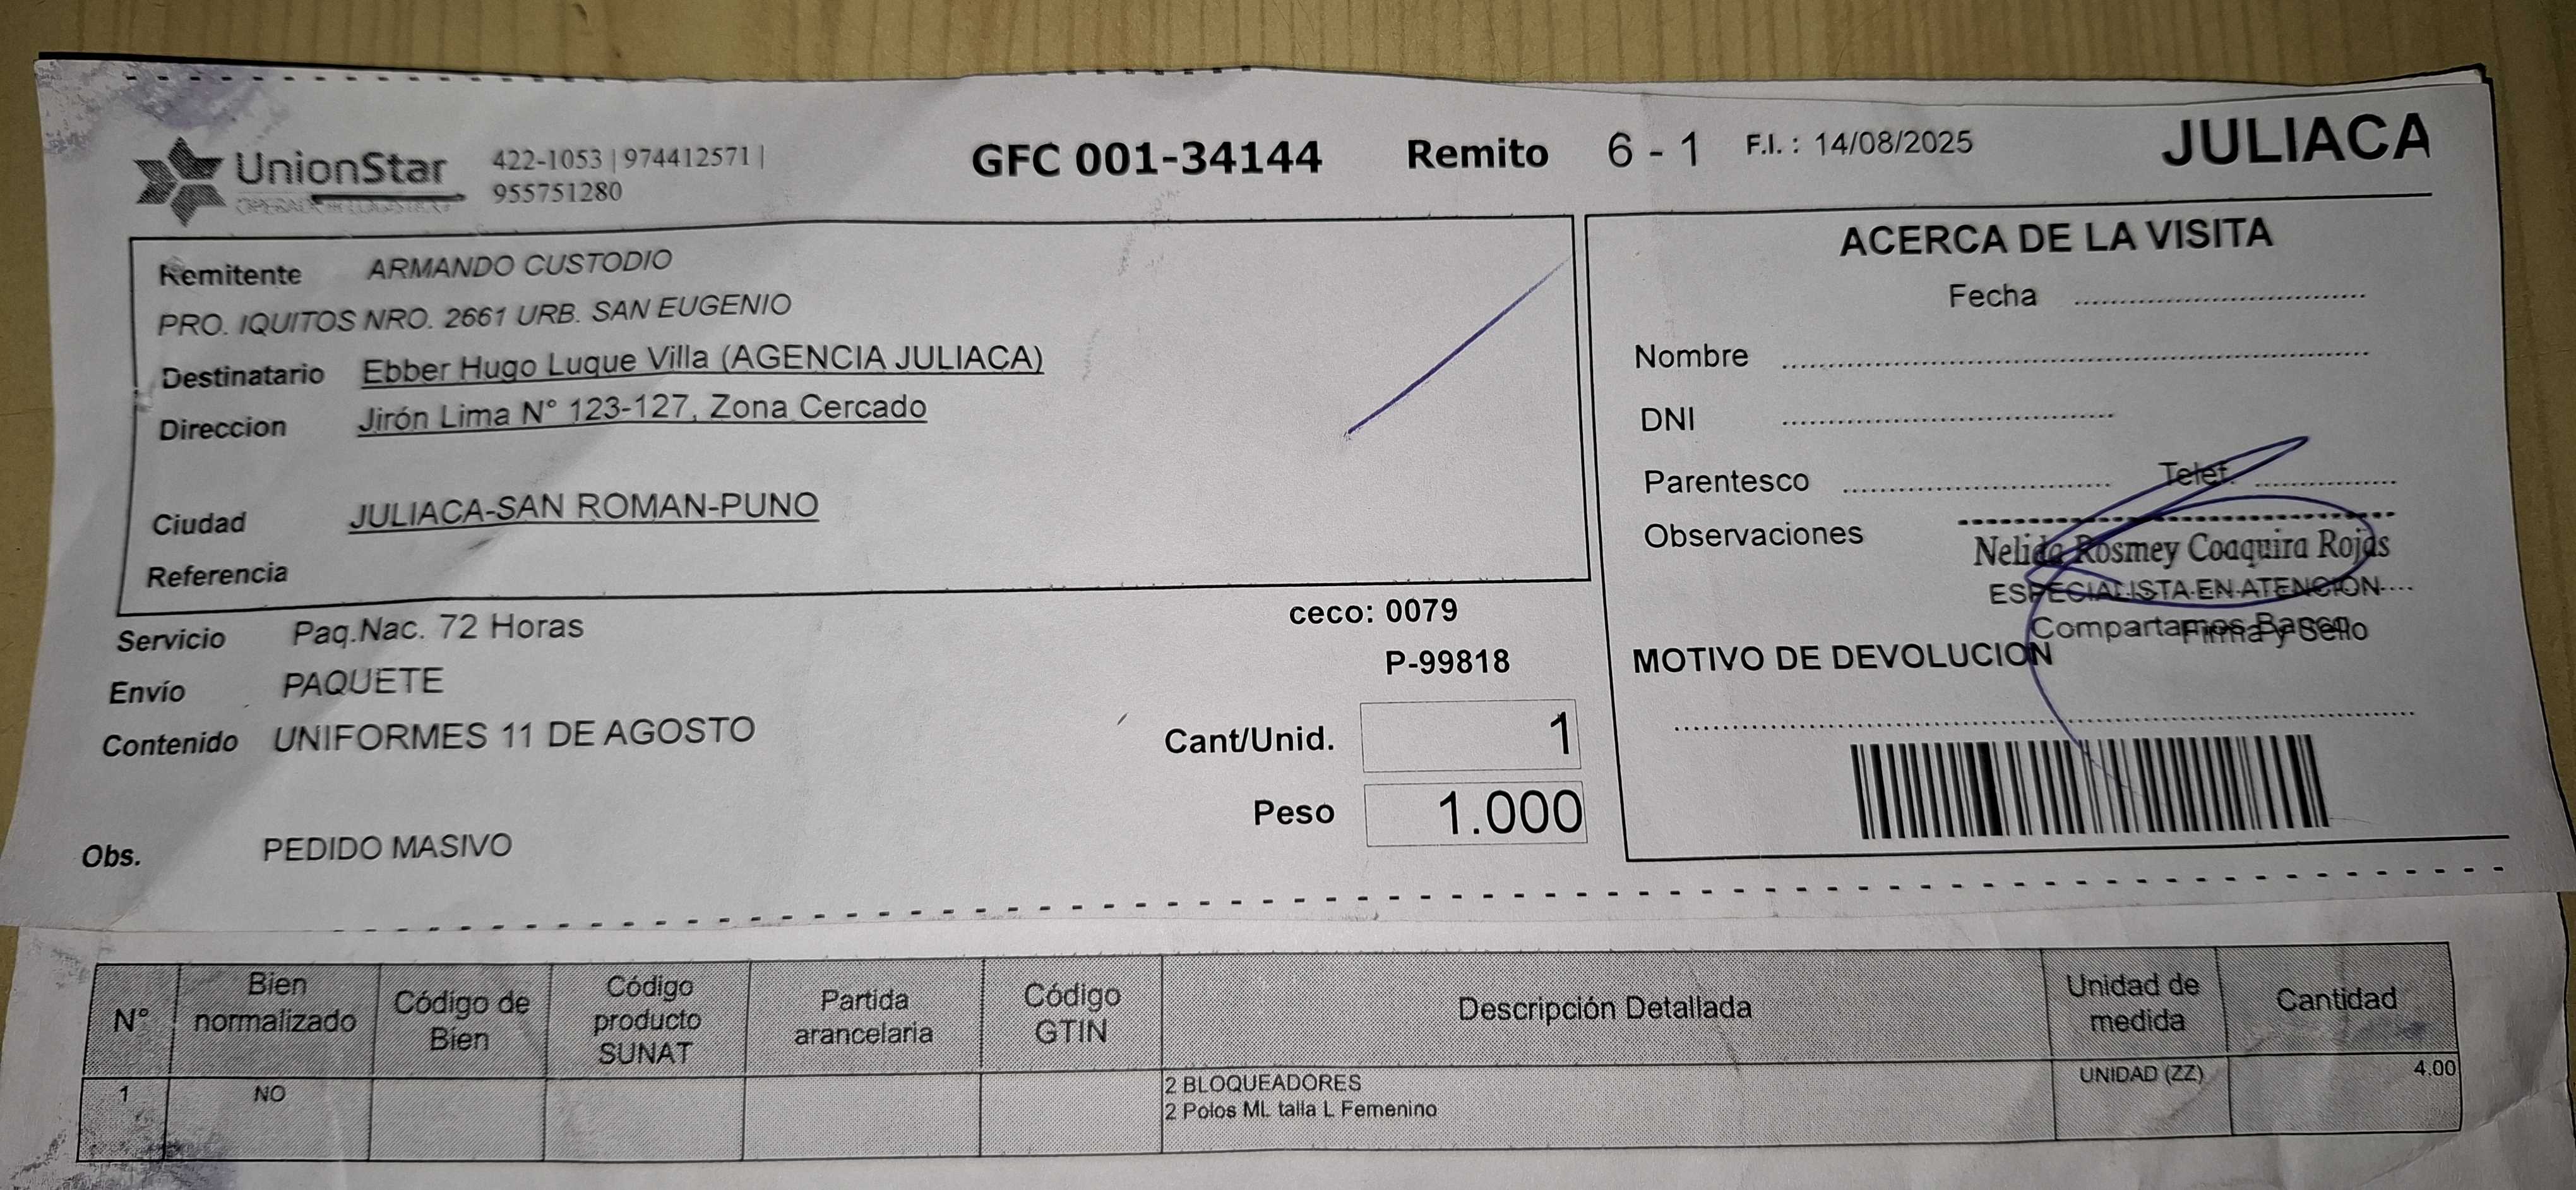 UnionStar
OPERADOR LOGISTICO
422-1053 | 974412571 |
955751280
GFC 001-34144 Remito 6 - 1 F.I. : 14/08/2025 JULIACA
Remitente ARMANDO CUSTODIO
PRO. IQUITOS NRO. 2661 URB. SAN EUGENIO
Destinatario Ebber Hugo Luque Villa (AGENCIA JULIACA)
Direccion Jirón Lima N° 123-127, Zona Cercado
Ciudad JULIACA-SAN ROMAN-PUNO
Referencia
Servicio Paq.Nac. 72 Horas
Envío PAQUETE
Contenido UNIFORMES 11 DE AGOSTO
Obs. PEDIDO MASIVO
ceco: 0079
P-99818
Cant/Unid. 1
Peso 1.000
ACERCA DE LA VISITA
Fecha
Nombre
DNI
Parentesco Telef.
Observaciones
Nelida Rosmey Coaquira Rojas
ESPECIALISTA EN ATENCION
Compartamos Banco
Firma y Sello
MOTIVO DE DEVOLUCION
N° Bien normalizado Código de Bien Código producto SUNAT Partida arancelaria Código GTIN Descripción Detallada Unidad de medida Cantidad
1 NO 2 BLOQUEADORES UNIDAD (ZZ) 4.00
2 Polos ML talla L Femenino